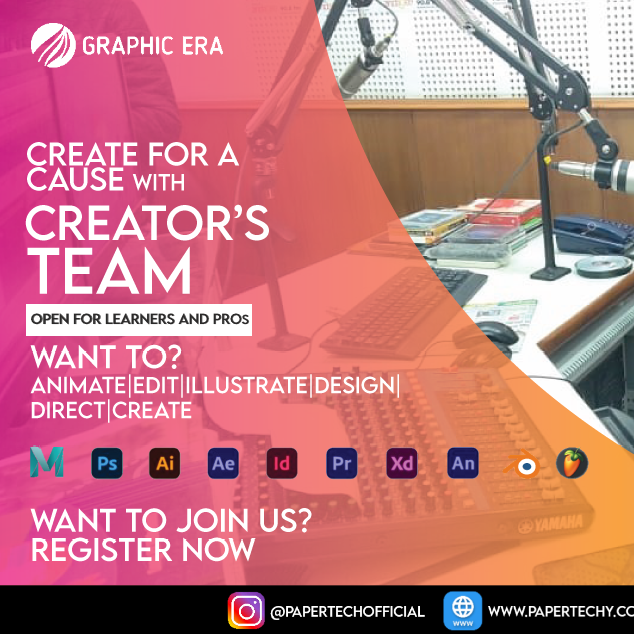 GRAPHIC ERA
CREATE FOR A
CAUSE WITH
CREATOR'S
TEAM
OPEN FOR LEARNERS AND PROS
WANT TO?
ANIMATE|EDIT|ILLUSTRATE|DESIGN|
DIRECT|CREATE
M Ps Ai Ae Id Pr Xd An
YAMAHA
WANT TO JOIN US?
REGISTER NOW
@PAPERTECHOFFICIAL www WWW.PAPERTECHY.CO